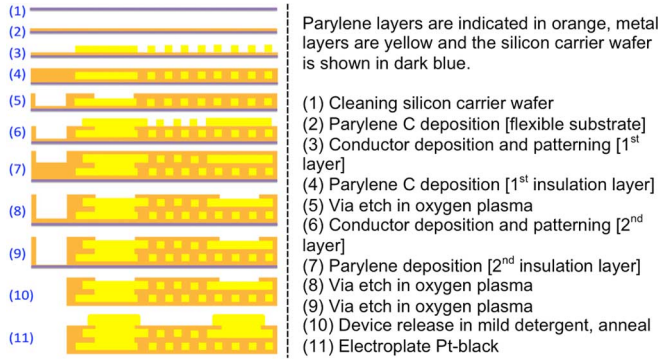 (1)
(2)
(3)
(4)
(5)
(6)
(7)
(8)
(9)
(10)
(11)
Parylene layers are indicated in orange, metal
layers are yellow and the silicon carrier wafer
is shown in dark blue.
(1) Cleaning silicon carrier wafer
(2) Parylene C deposition [flexible substrate]
(3) Conductor deposition and patterning [1st
layer]
(4) Parylene C deposition [1st insulation layer]
(5) Via etch in oxygen plasma
(6) Conductor deposition and patterning [2nd
layer]
(7) Parylene deposition [2nd insulation layer]
(8) Via etch in oxygen plasma
(9) Via etch in oxygen plasma
(10) Device release in mild detergent, anneal
(11) Electroplate Pt-black